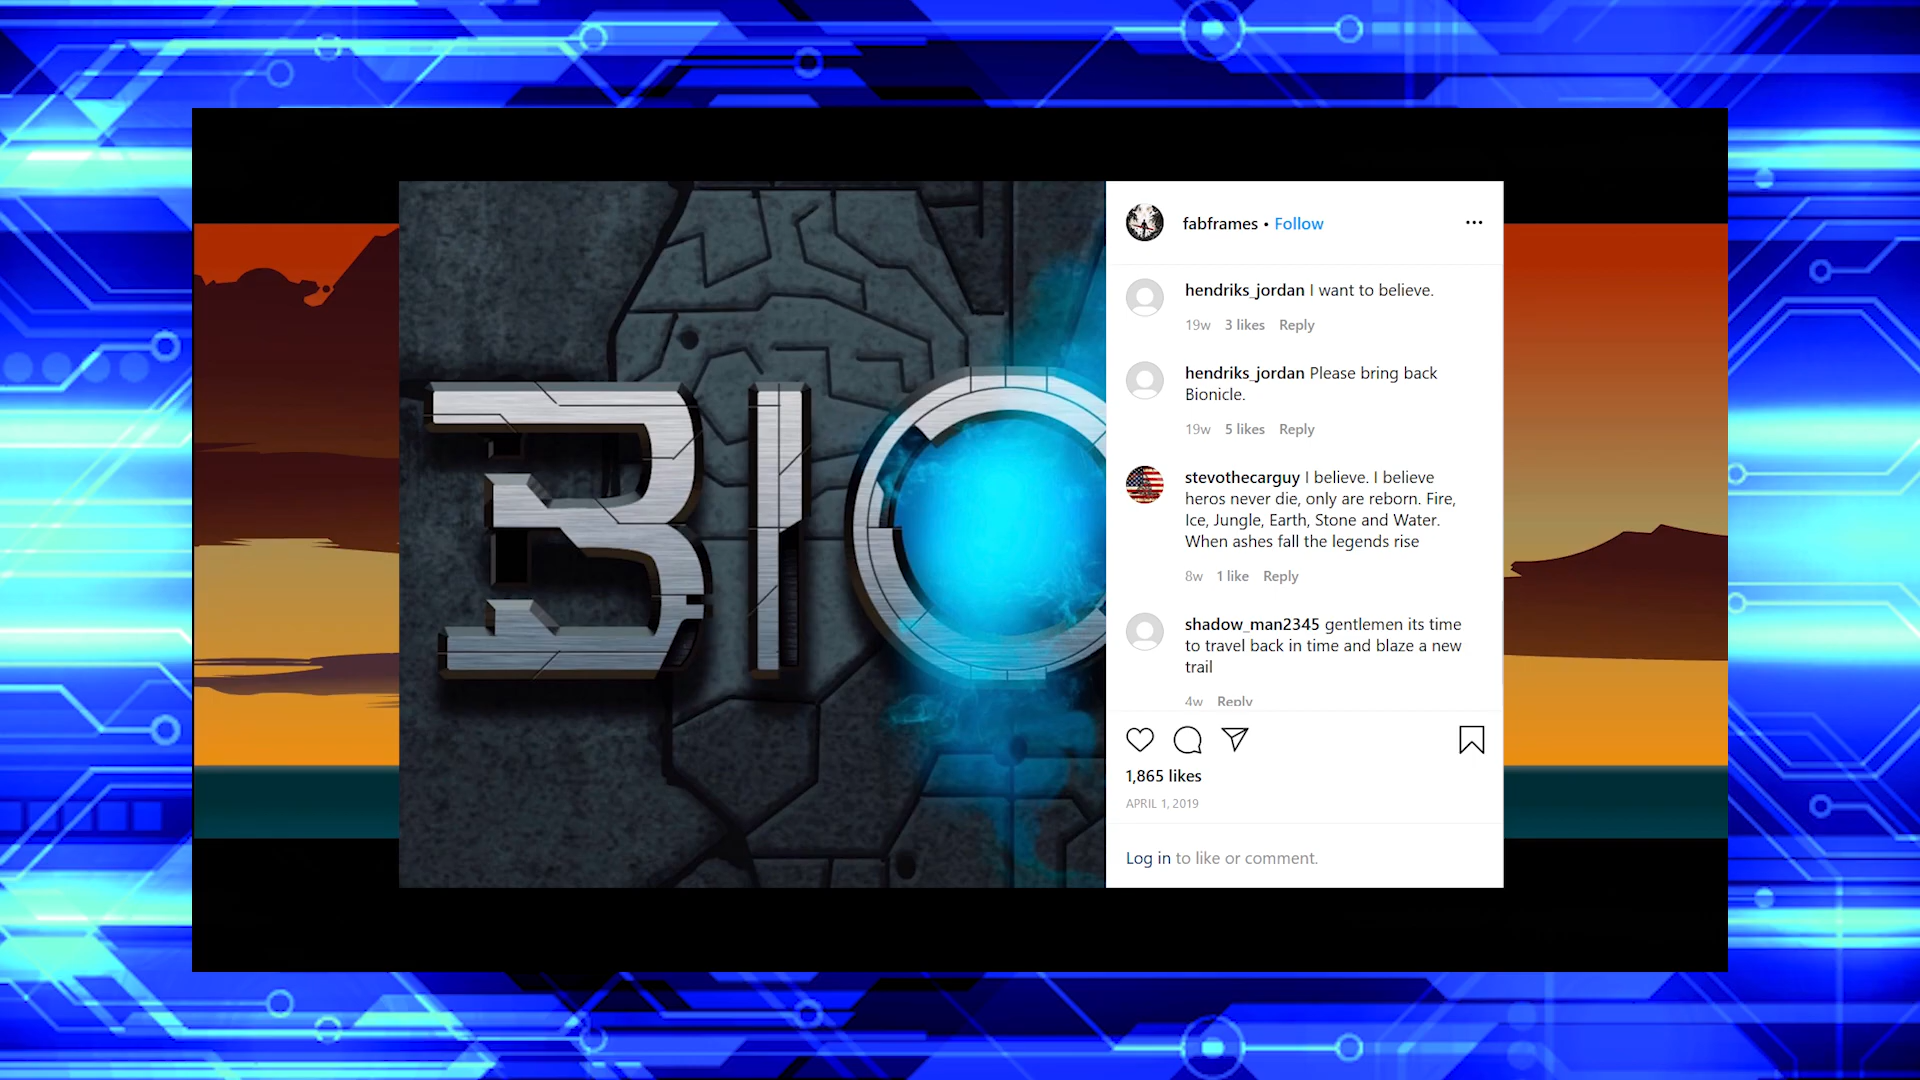 BIO
fabframes • Follow
hendriks_jordan I want to believe.
19w 3 likes Reply
hendriks_jordan Please bring back
Bionicle.
19w 5 likes Reply
stevothecarguy I believe. I believe
heros never die, only are reborn. Fire,
Ice, Jungle, Earth, Stone and Water.
When ashes fall the legends rise
8w 1 like Reply
shadow_man2345 gentlemen its time
to travel back in time and blaze a new
trail
4w Reply
1,865 likes
APRIL 1, 2019
Log in to like or comment.